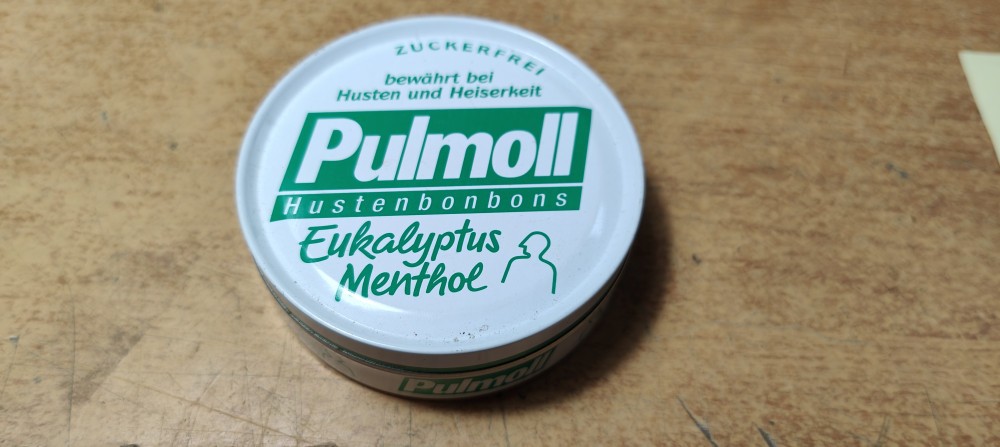 ZUCKERFREI
bewährt bei
Husten und Heiserkeit
Pulmoll
Hustenbonbons
Eukalyptus
Menthol
Pulmoll